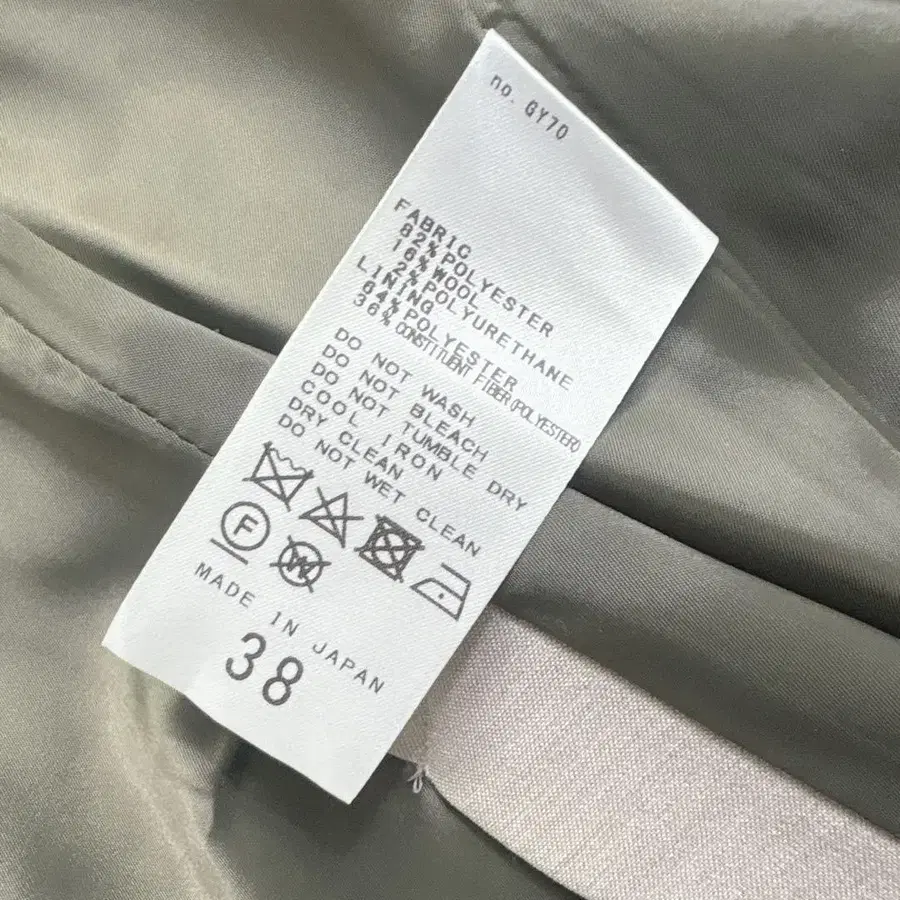 no. GY70
FABRIC
82%POLYESTER
16%WOOL
2%POLYURETHANE
LINING
64%POLYESTER
36%CONSTITUENT FIBER(POLYESTER)
DO NOT WASH
DO NOT BLEACH
DO NOT TUMBLE DRY
COOL IRON
DRY CLEAN
DO NOT WET CLEAN
F
W
MADE IN JAPAN
38